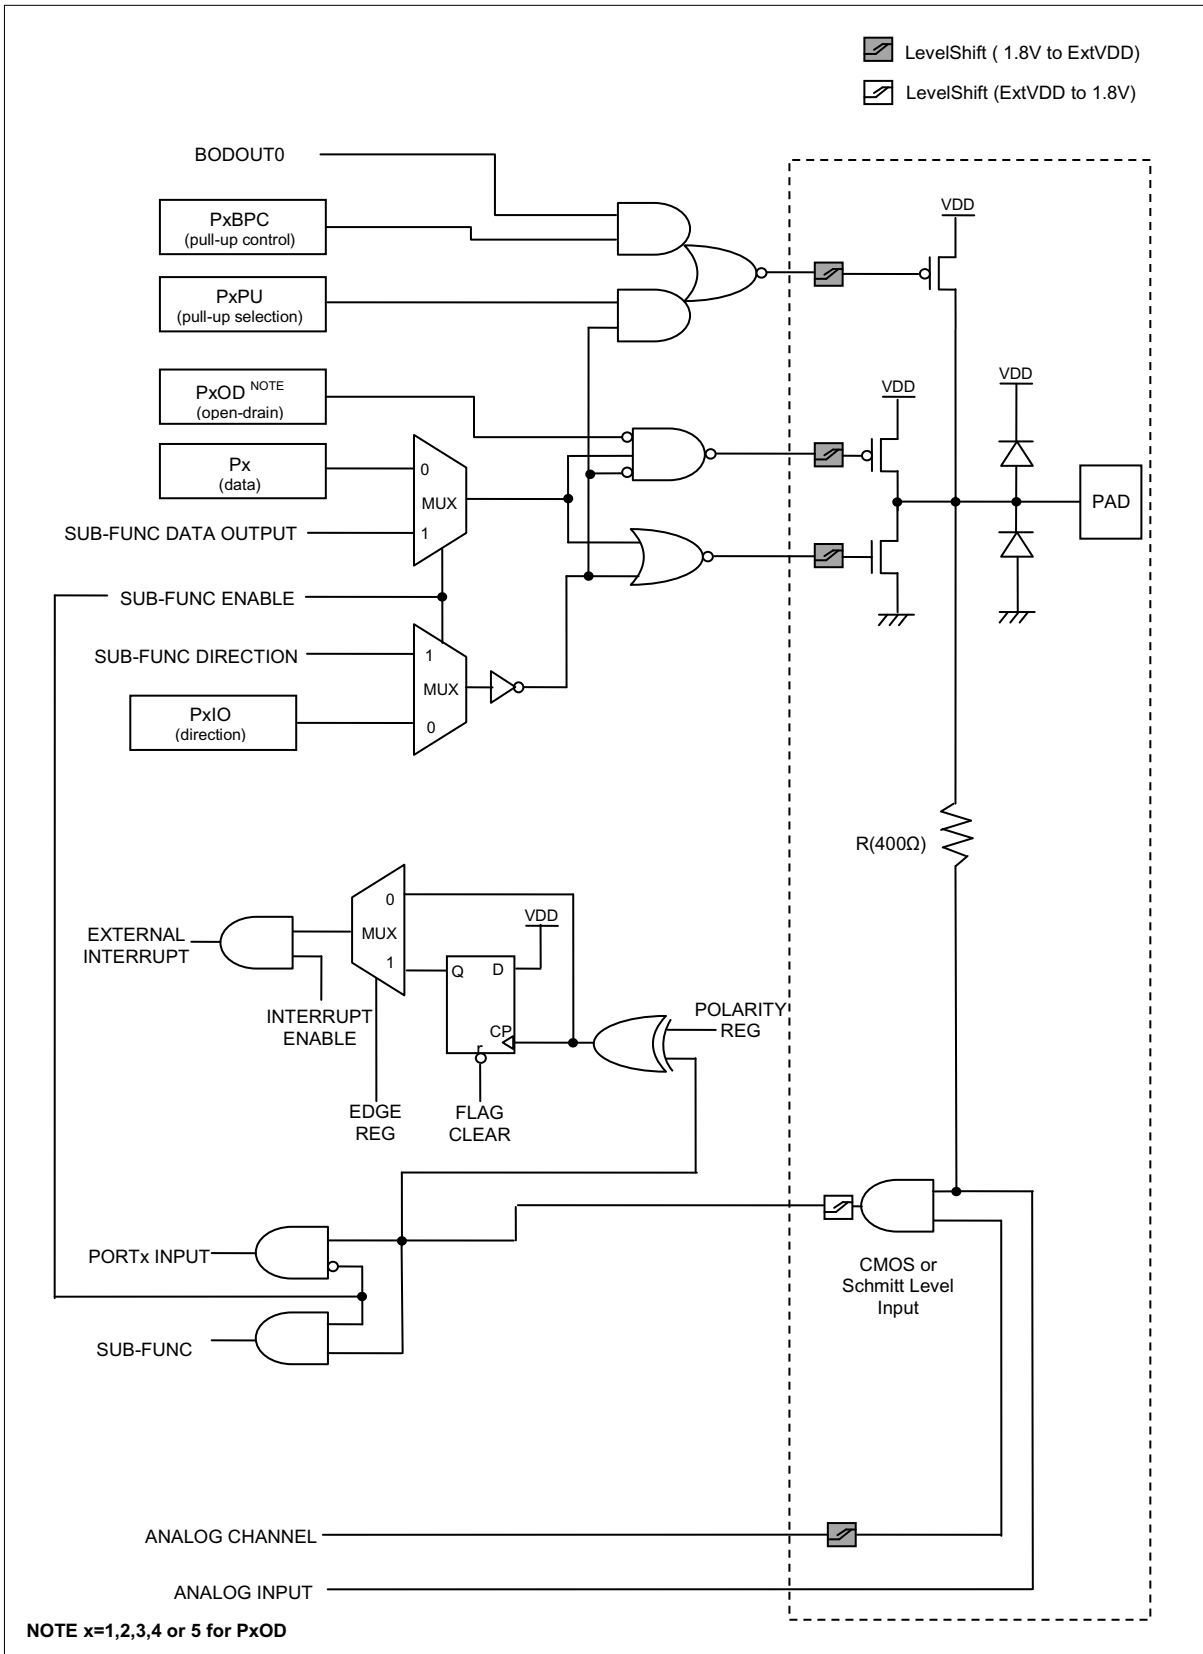 LevelShift ( 1.8V to ExtVDD)
LevelShift (ExtVDD to 1.8V)
BODOUT0
PxBPC
(pull-up control)
VDD
PxPU
(pull-up selection)
PxOD NOTE
(open-drain)
VDD
VDD
Px
(data)
0
MUX
1
PAD
SUB-FUNC DATA OUTPUT
SUB-FUNC ENABLE
SUB-FUNC DIRECTION
1
MUX
0
PxIO
(direction)
R(400Ω)
0
MUX
1
VDD
EXTERNAL
INTERRUPT
Q
D
CP
r
INTERRUPT
ENABLE
POLARITY
REG
EDGE
REG
FLAG
CLEAR
PORTx INPUT
CMOS or
Schmitt Level
Input
SUB-FUNC
ANALOG CHANNEL
ANALOG INPUT
NOTE x=1,2,3,4 or 5 for PxOD